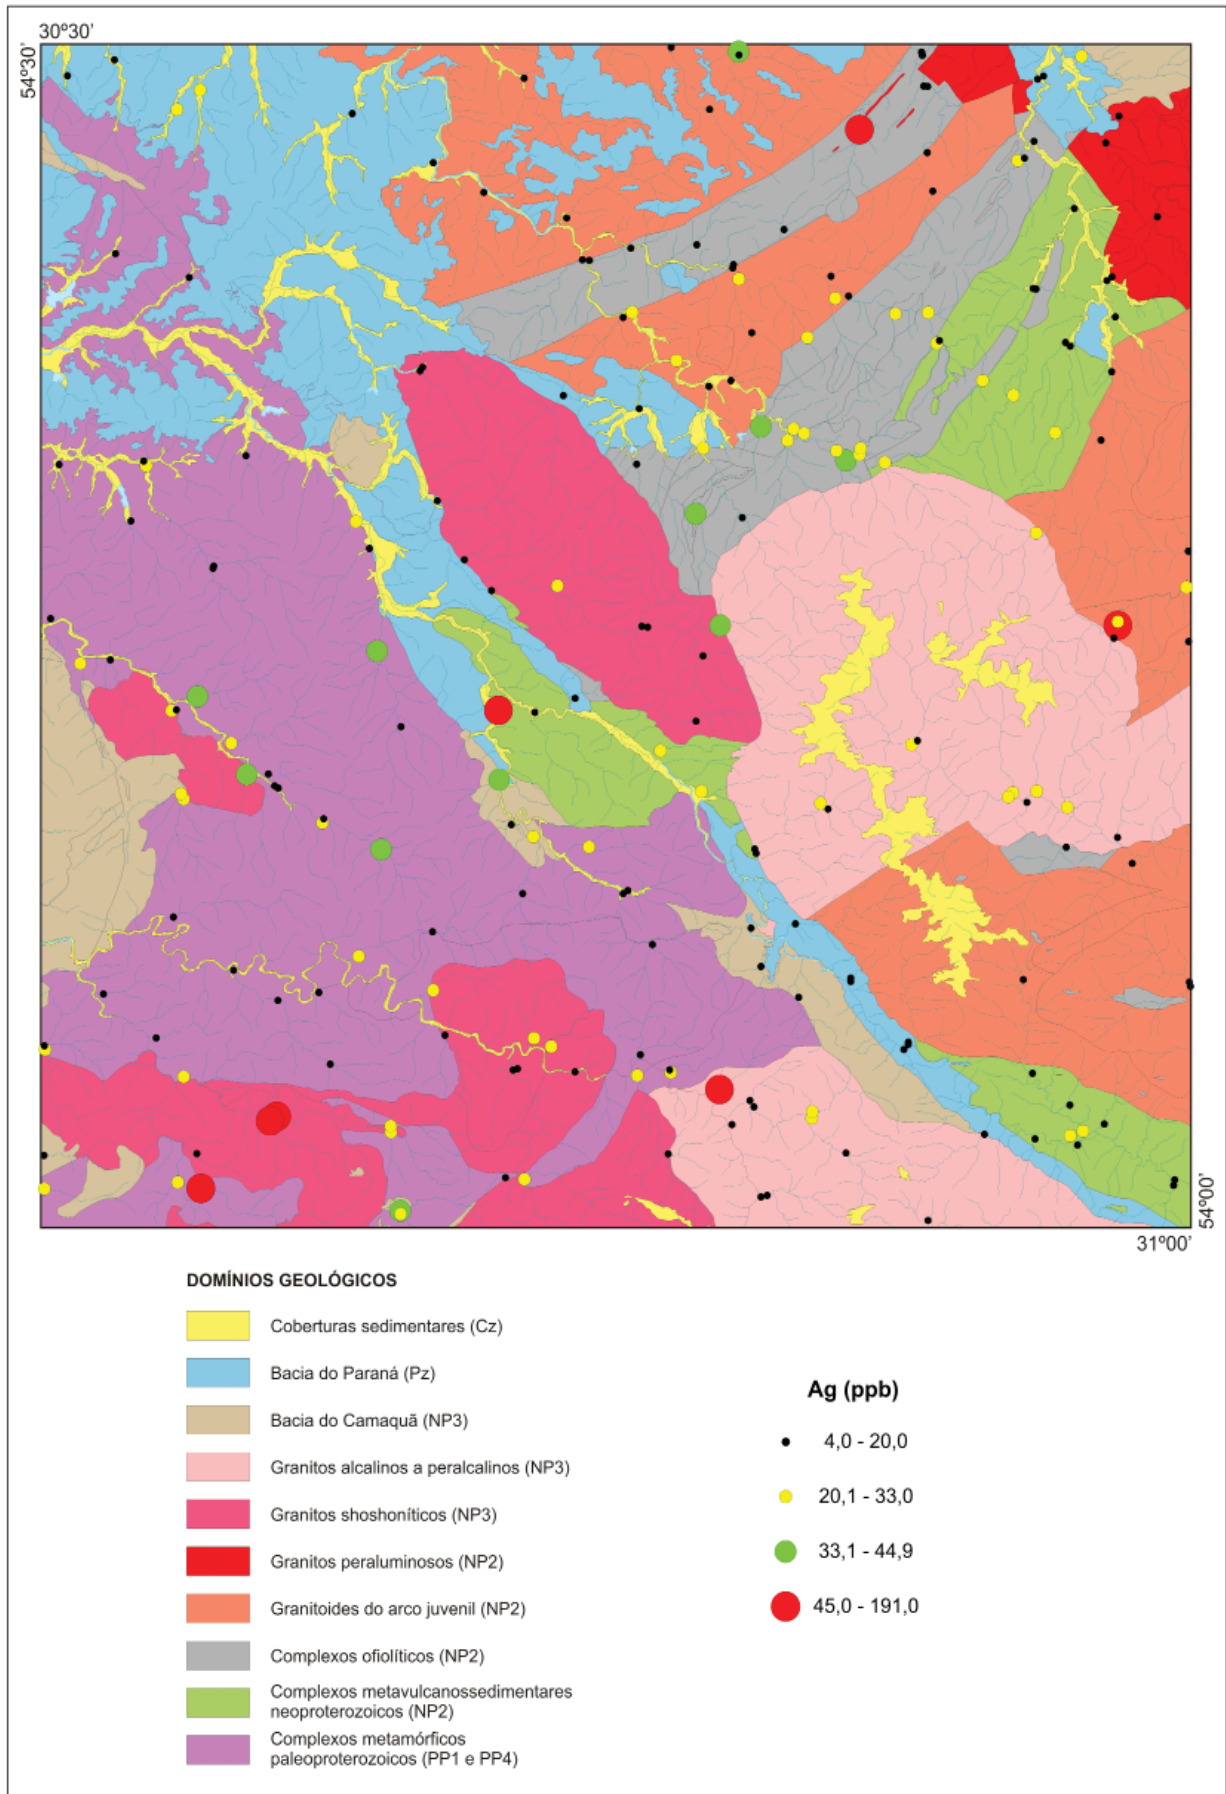 30º30’
54º30’
54º00’
31º00’
DOMÍNIOS GEOLÓGICOS
Coberturas sedimentares (Cz)
Bacia do Paraná (Pz)
Bacia do Camaquã (NP3)
Granitos alcalinos a peralcalinos (NP3)
Granitos shoshoníticos (NP3)
Granitos peraluminosos (NP2)
Granitoides do arco juvenil (NP2)
Complexos ofiolíticos (NP2)
Complexos metavulcanossedimentares
neoproterozoicos (NP2)
Complexos metamórficos
paleoproterozoicos (PP1 e PP4)
Ag (ppb)
4,0 - 20,0
20,1 - 33,0
33,1 - 44,9
45,0 - 191,0